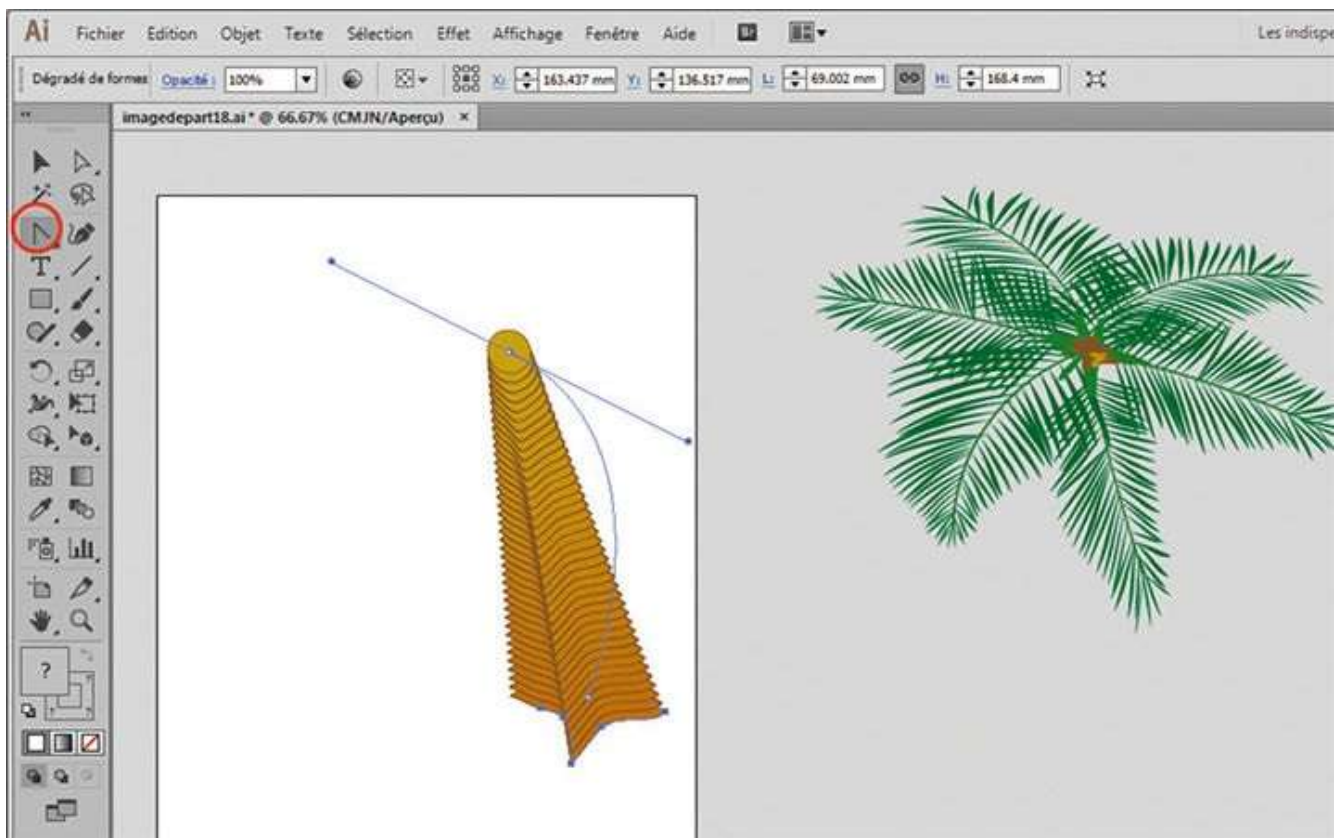 Ai Fichier Edition Objet Texte Sélection Effet Affichage Fenêtre Aide Br Les indispe
Dégradé de formes Opacité : 100% X: 163.437 mm Y: 136.517 mm L: 69.002 mm H: 168.4 mm
imagedepart18.ai* @ 66.67% (CMJN/Aperçu) ×
T
?
? ?